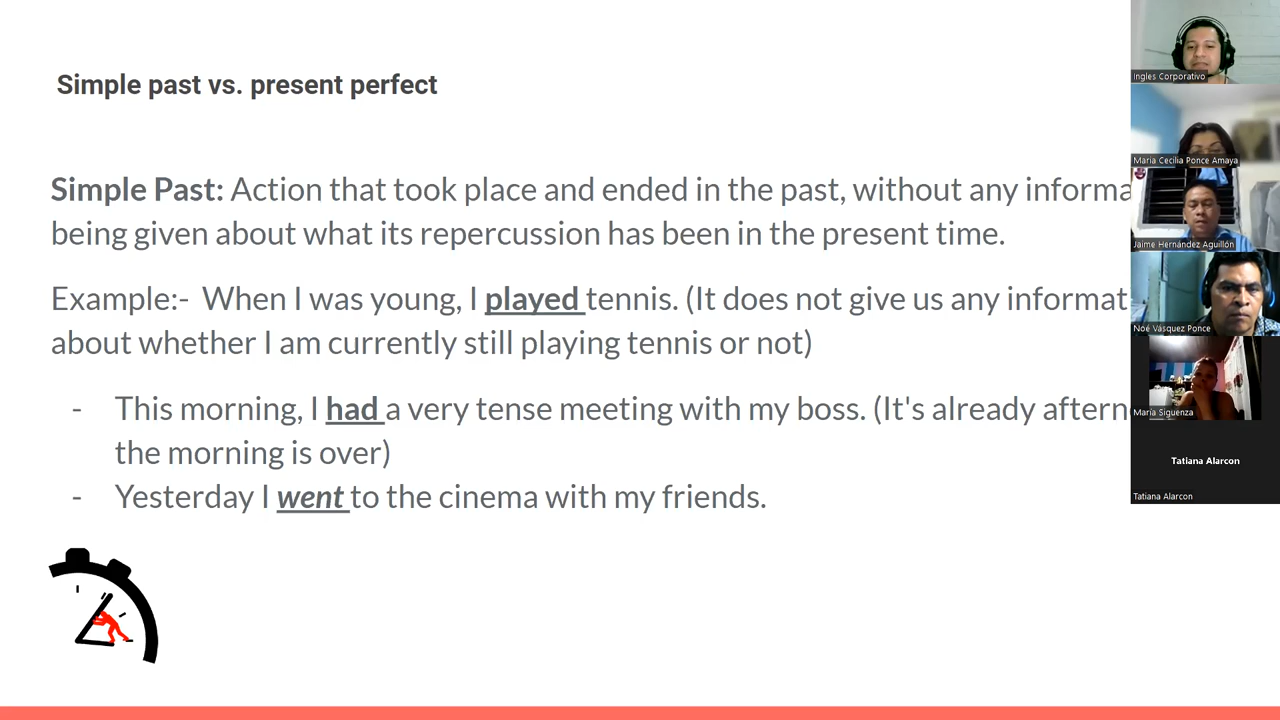 Simple past vs. present perfect
Simple Past: Action that took place and ended in the past, without any informa
being given about what its repercussion has been in the present time.
Example:- When I was young, I played tennis. (It does not give us any informat
about whether I am currently still playing tennis or not)
- This morning, I had a very tense meeting with my boss. (It's already aftern
the morning is over)
- Yesterday I went to the cinema with my friends.
Ingles Corporativo
Maria Cecilia Ponce Amaya
Jaime Hernández Aguillón
Noé Vásquez Ponce
María Sigüenza
Tatiana Alarcon
Tatiana Alarcon